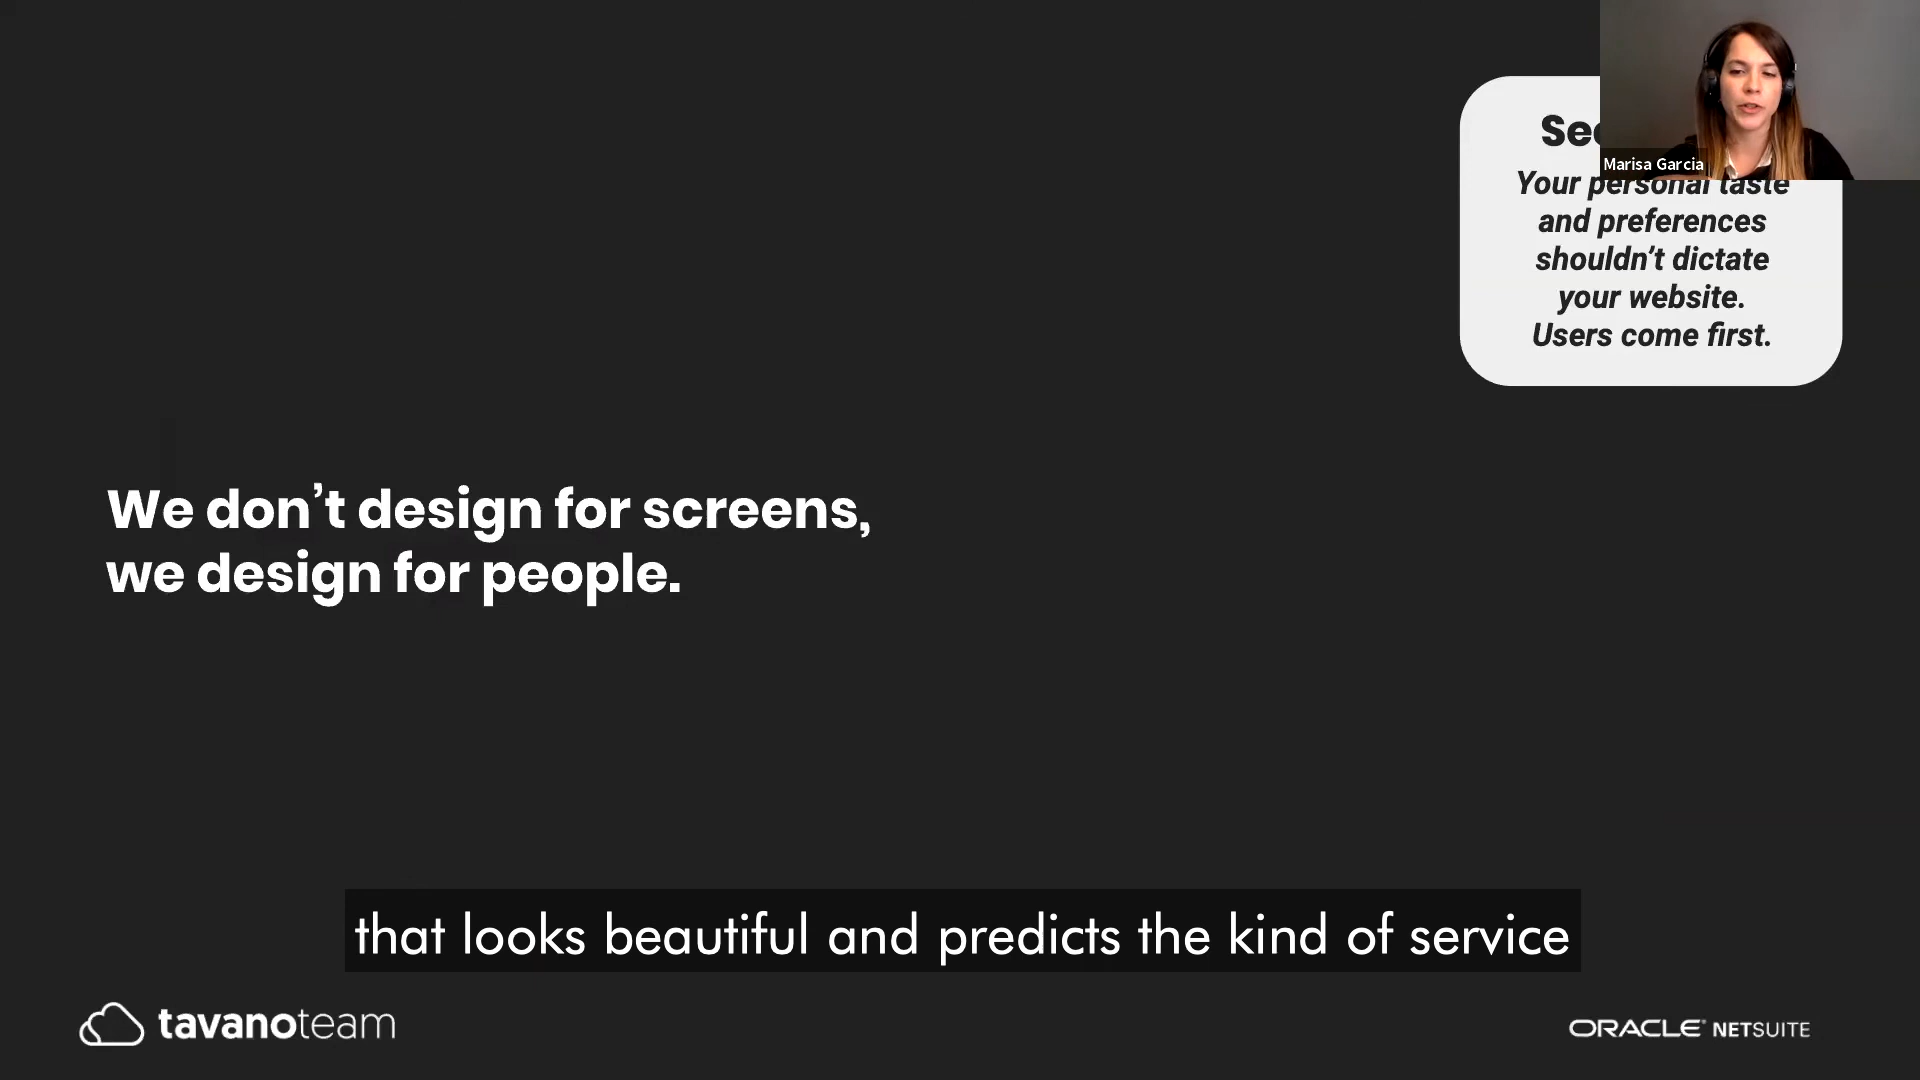 Marisa Garcia
Your personal taste
and preferences
shouldn’t dictate
your website.
Users come first.
We don’t design for screens,
we design for people.
that looks beautiful and predicts the kind of service
tavanoteam
ORACLE NETSUITE